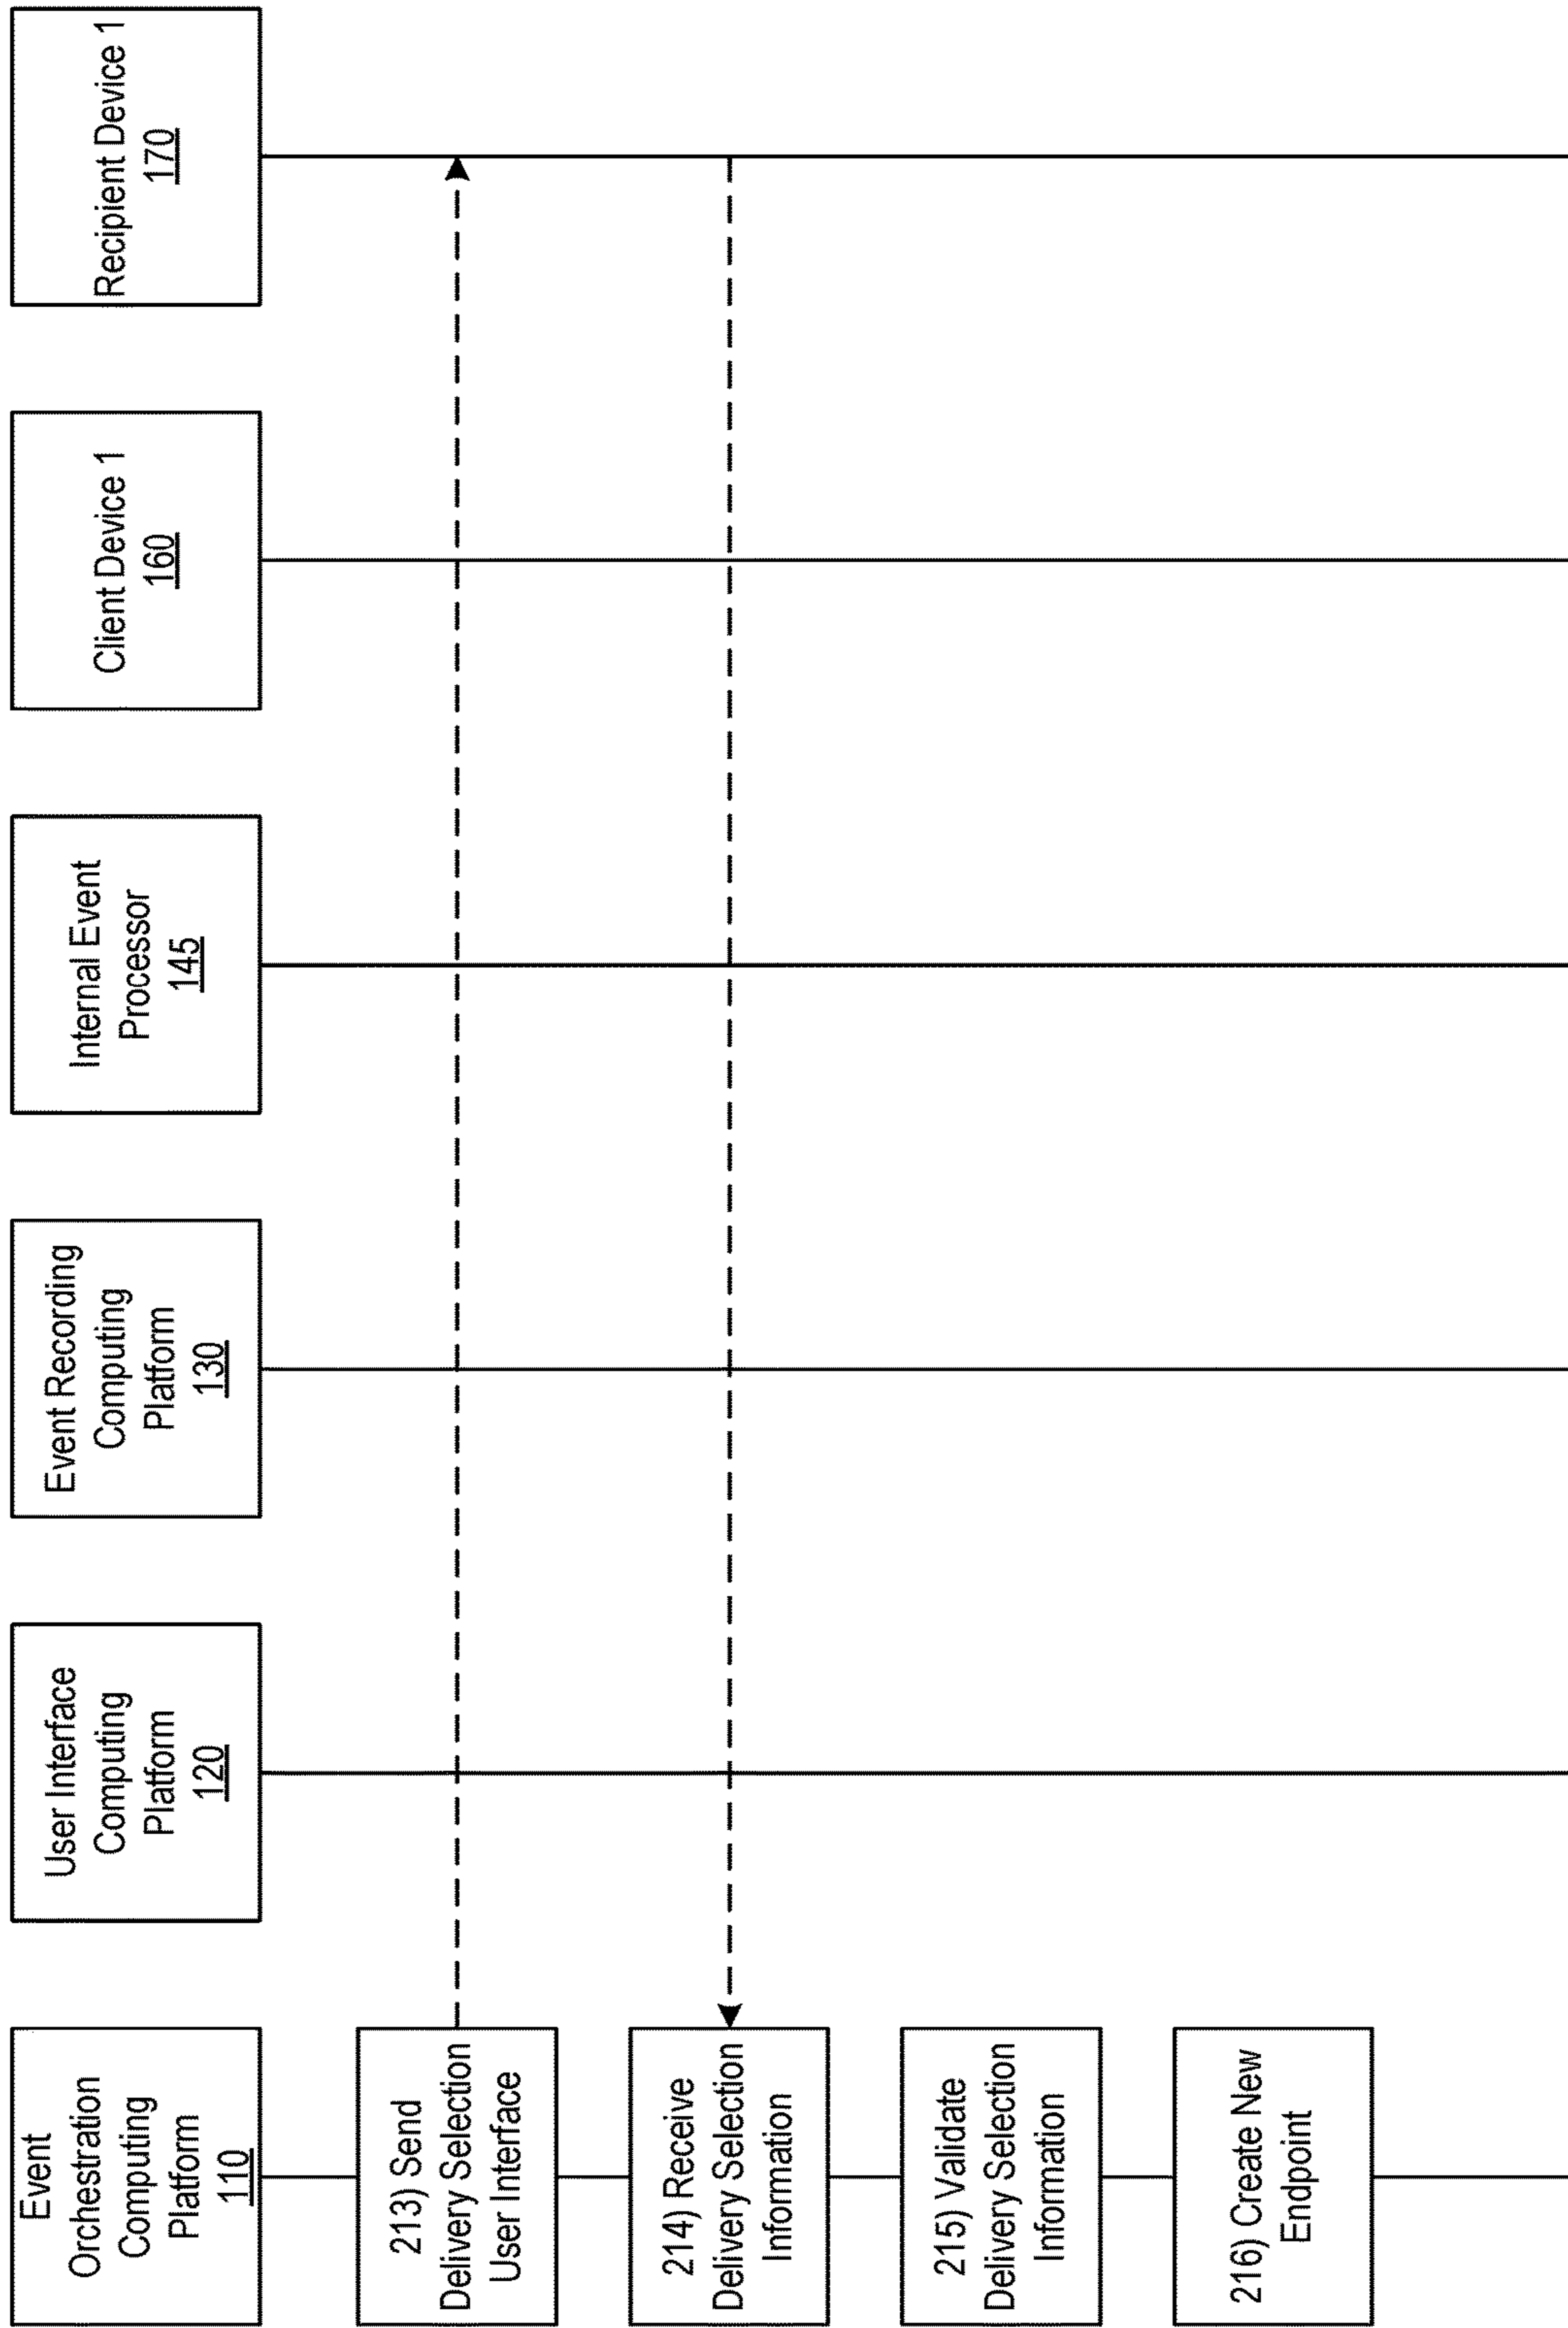 Event
Orchestration
Computing
Platform
110
User Interface
Computing
Platform
120
Event Recording
Computing
Platform
130
Internal Event
Processor
145
Client Device 1
160
Recipient Device 1
170
213) Send
Delivery Selection
User Interface
214) Receive
Delivery Selection
Information
215) Validate
Delivery Selection
Information
216) Create New
Endpoint